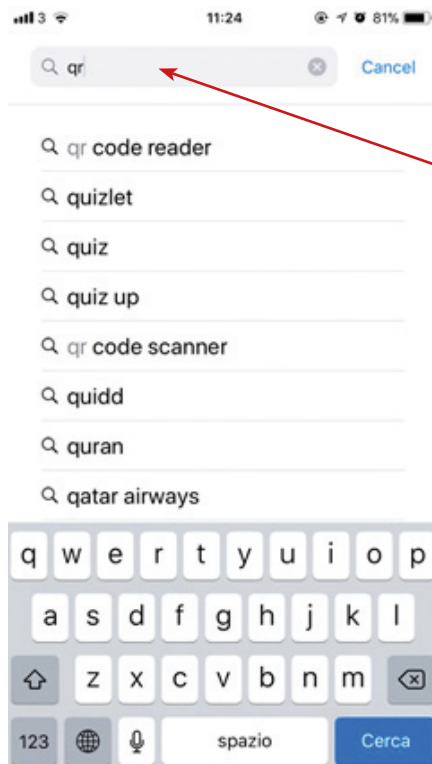 3 11:24 81%
qr Cancel
qr code reader
quizlet
quiz
quiz up
qr code scanner
quidd
quran
qatar airways
q w e r t y u i o p
a s d f g h j k l
z x c v b n m
123 spazio Cerca